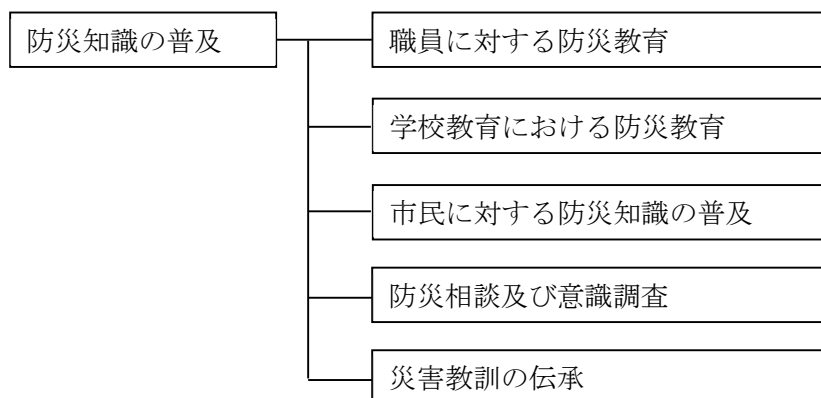 防災知識の普及
職員に対する防災教育
学校教育における防災教育
市民に対する防災知識の普及
防災相談及び意識調査
災害教訓の伝承